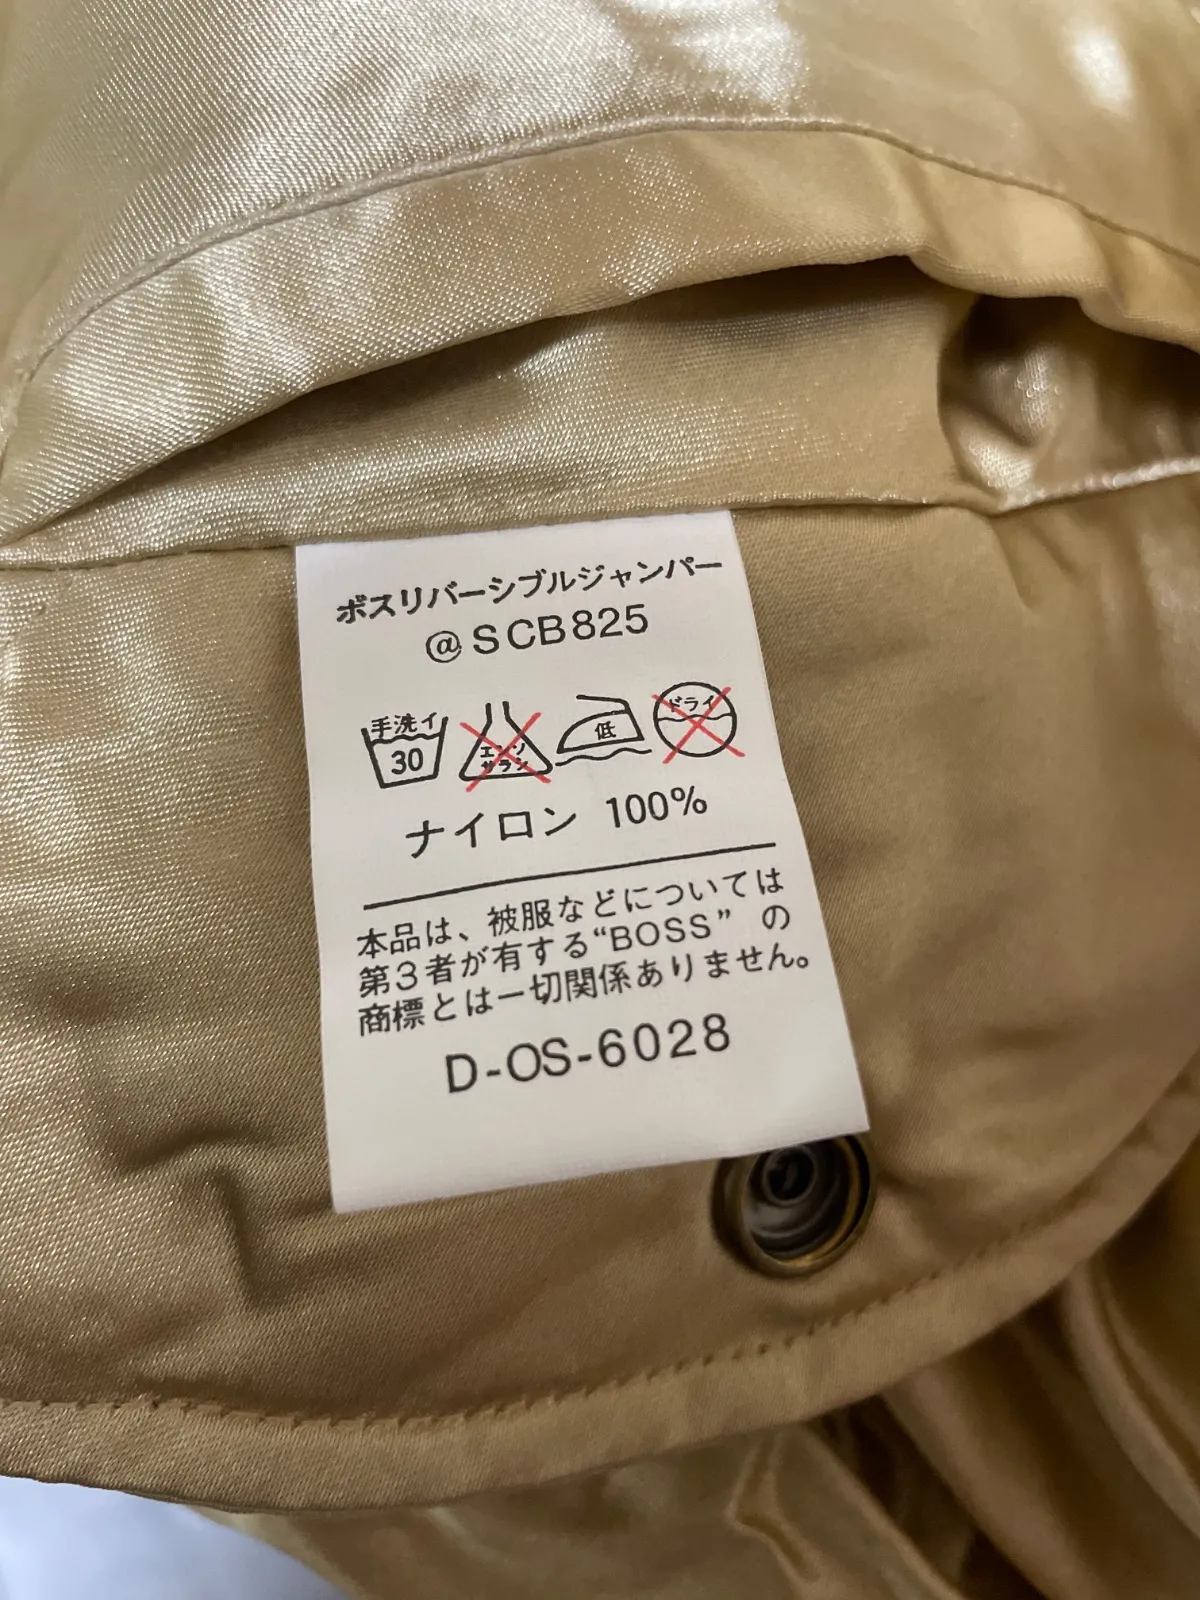 ボスリバーシブルジャンパー
@SCB825
手洗イ
30
エンソ
サラシ
低
ドライ
ナイロン 100%
本品は、被服などについては
第3者が有する“BOSS”の
商標とは一切関係ありません。
D-OS-6028